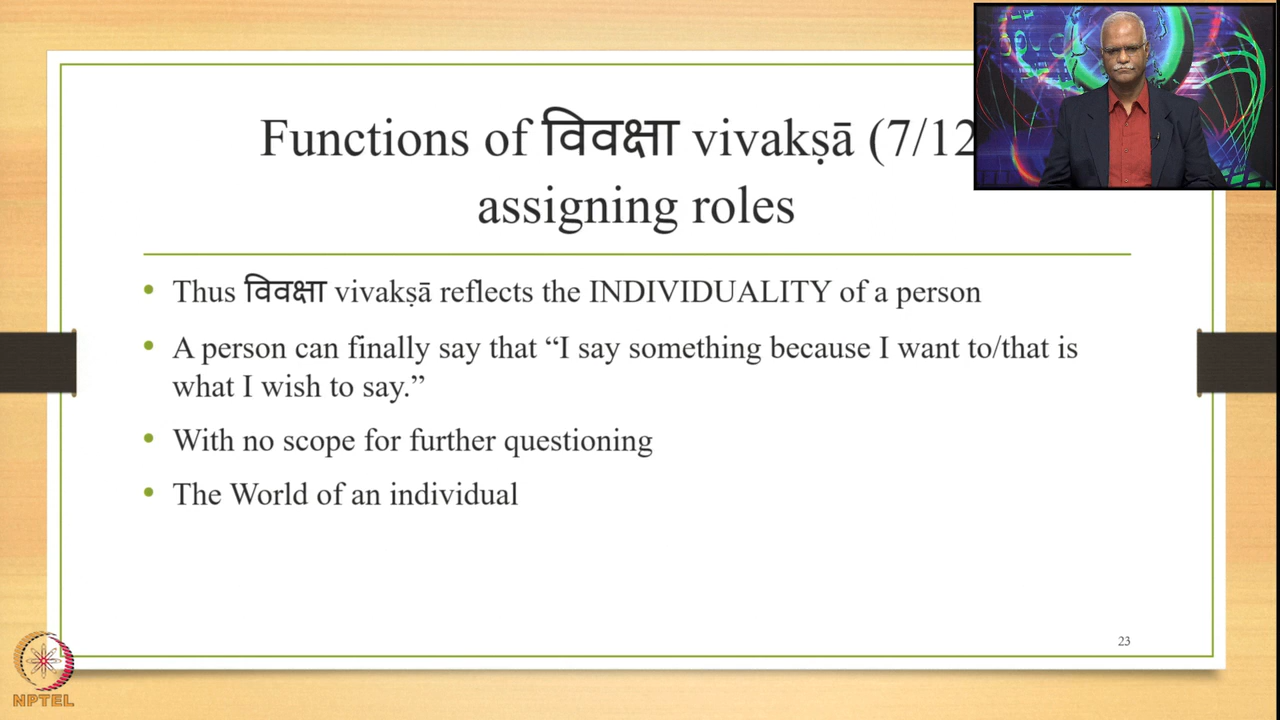 Functions of विवक्षा vivakṣā (7/12
assigning roles
• Thus विवक्षा vivakṣā reflects the INDIVIDUALITY of a person
• A person can finally say that “I say something because I want to/that is
what I wish to say.”
• With no scope for further questioning
• The World of an individual
23
NPTEL